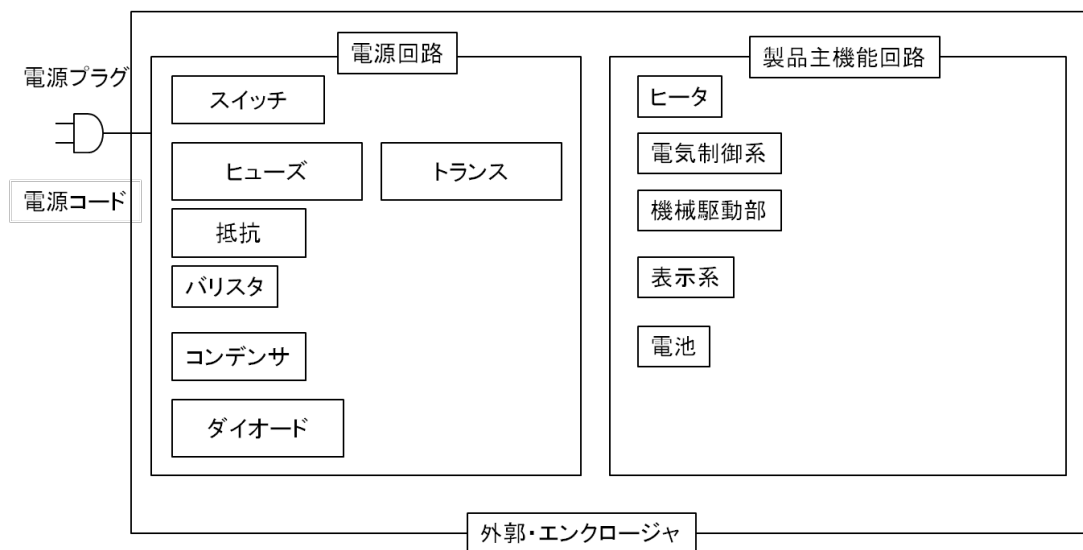 電源プラグ
電源コード
電源回路
スイッチ
ヒューズ
トランス
抵抗
バリスタ
コンデンサ
ダイオード
製品主機能回路
ヒータ
電気制御系
機械駆動部
表示系
電池
外郭・エンクロージャ